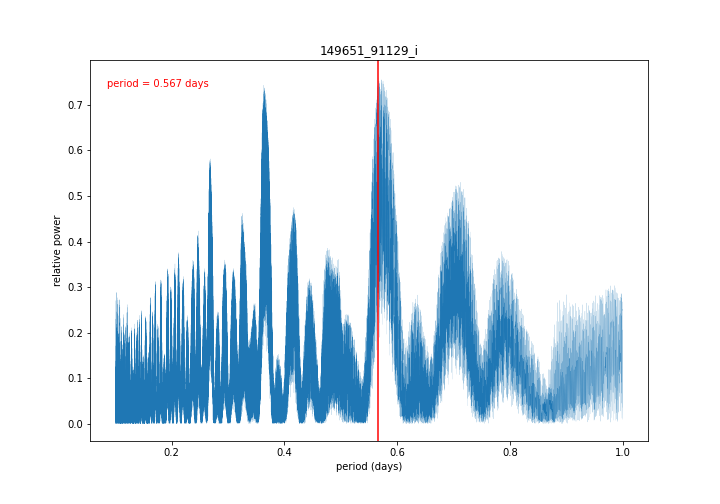 149651_91129_i
period = 0.567 days
relative power
0.7
0.6
0.5
0.4
0.3
0.2
0.1
0.0
0.2 0.4 0.6 0.8 1.0
period (days)